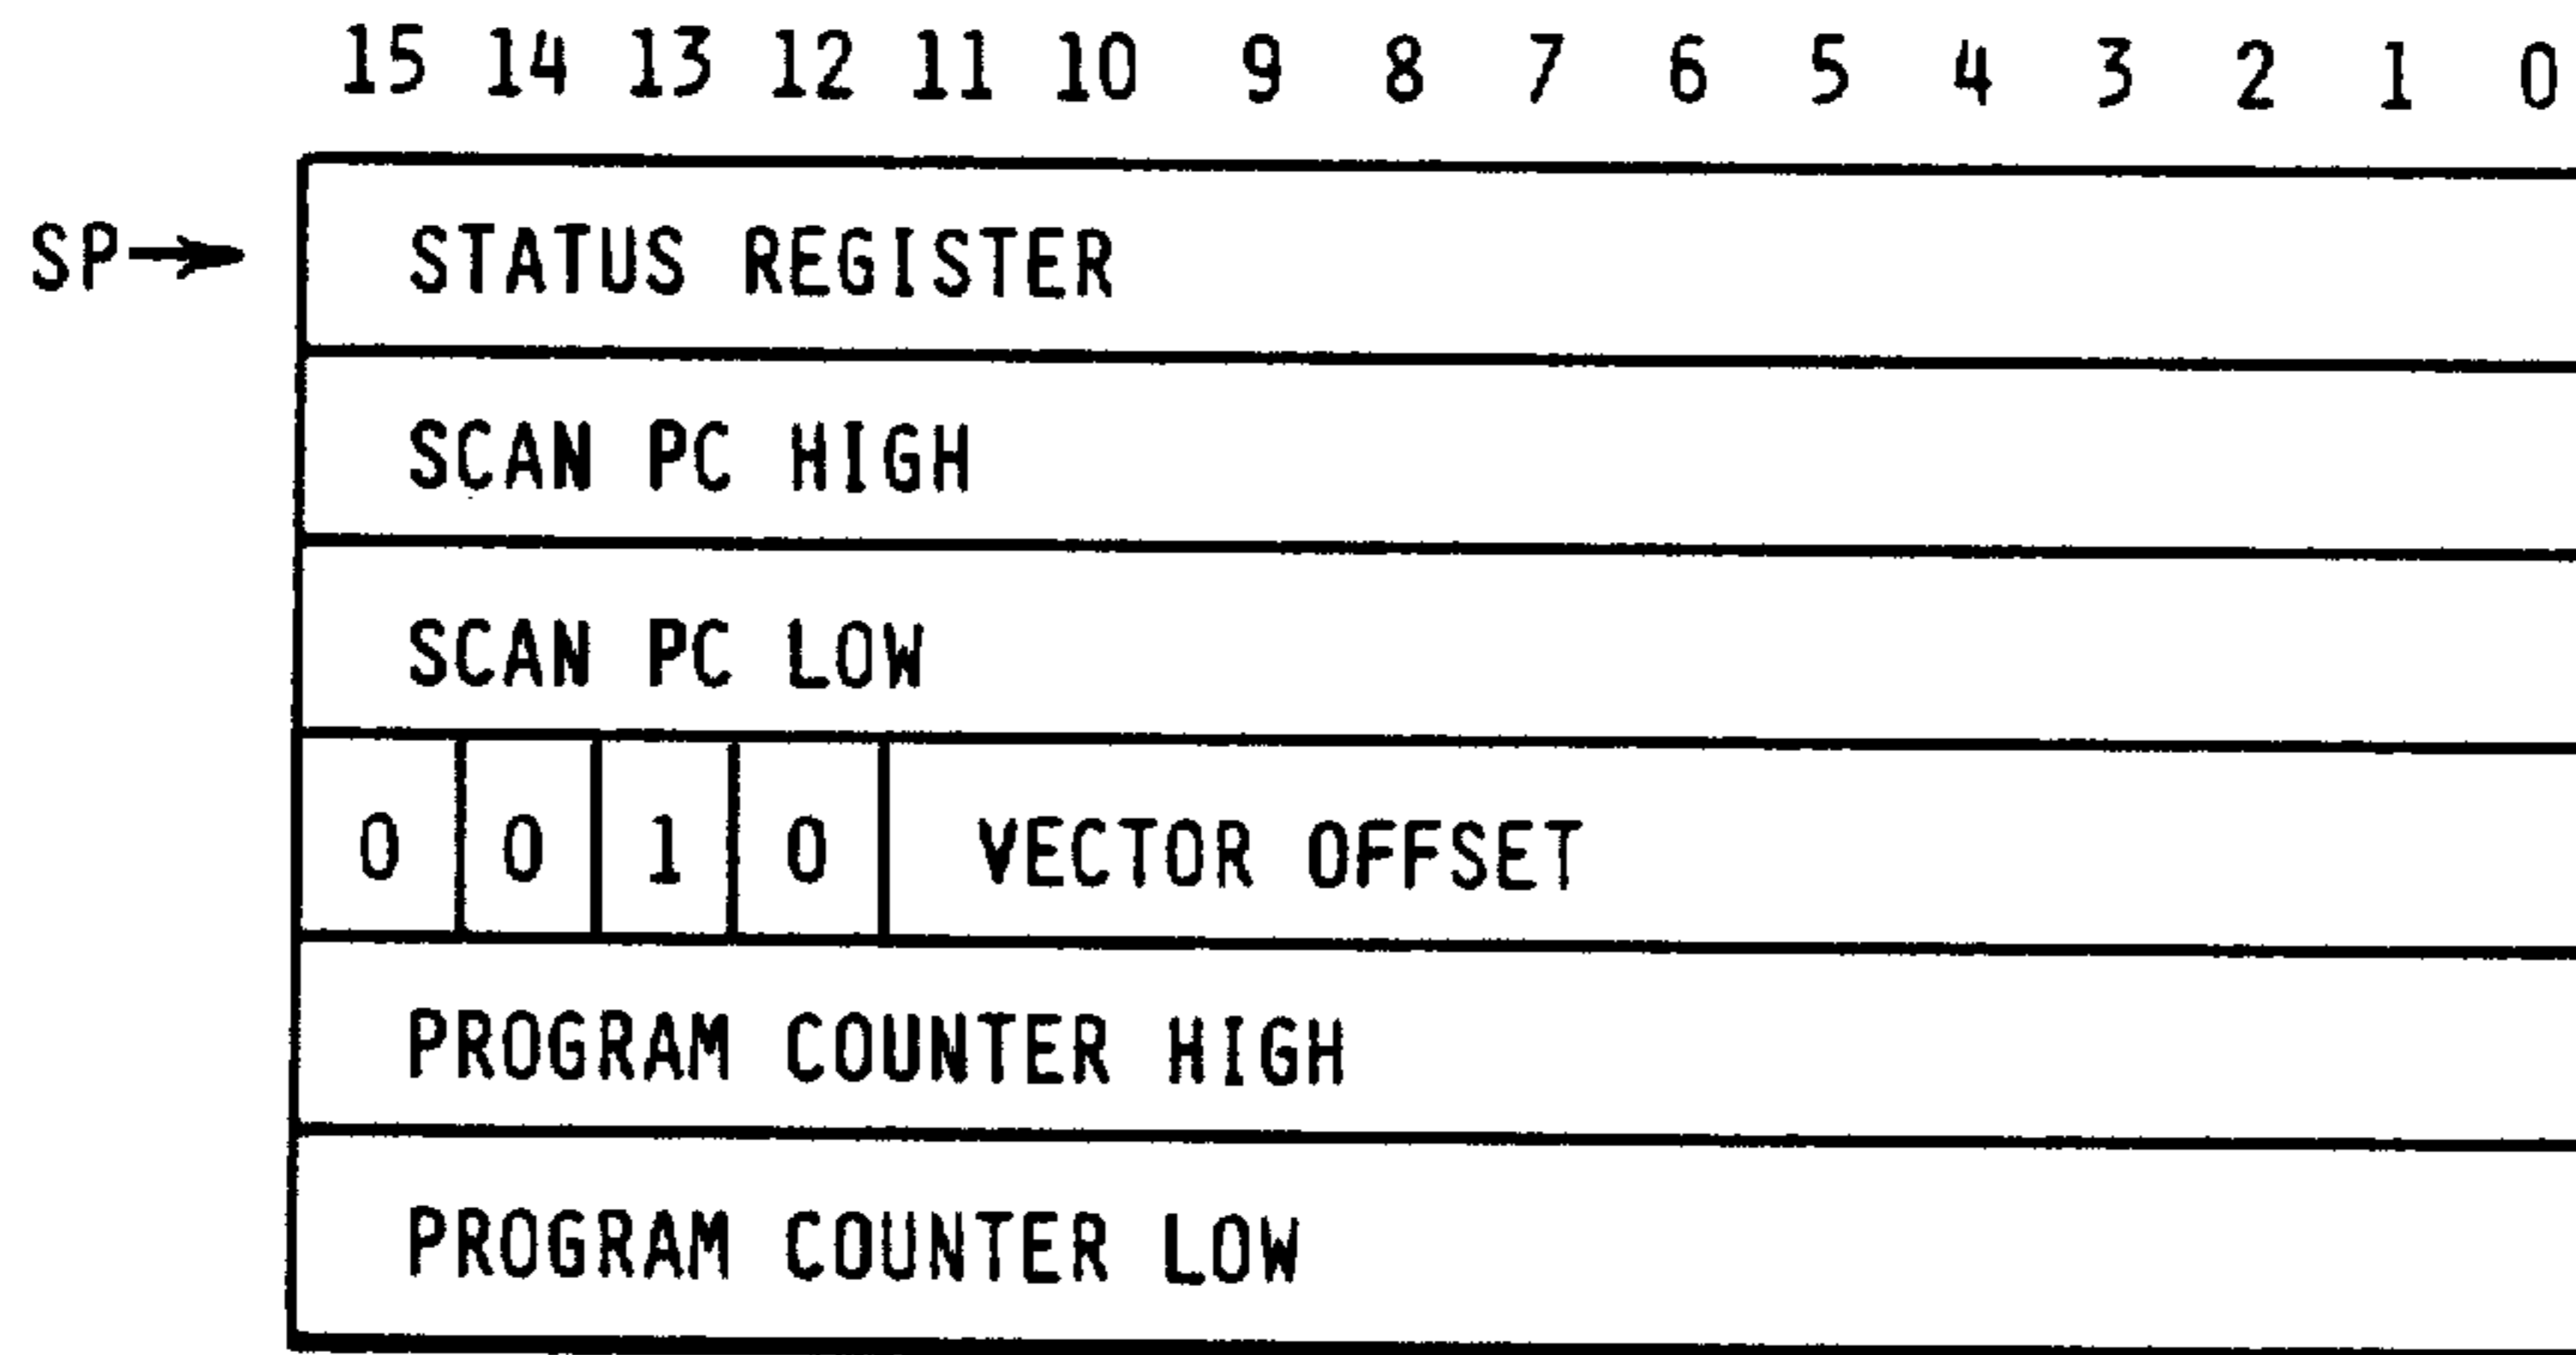 15 14 13 12 11 10 9 8 7 6 5 4 3 2 1 0
SP→ STATUS REGISTER
SCAN PC HIGH
SCAN PC LOW
0 0 1 0 VECTOR OFFSET
PROGRAM COUNTER HIGH
PROGRAM COUNTER LOW